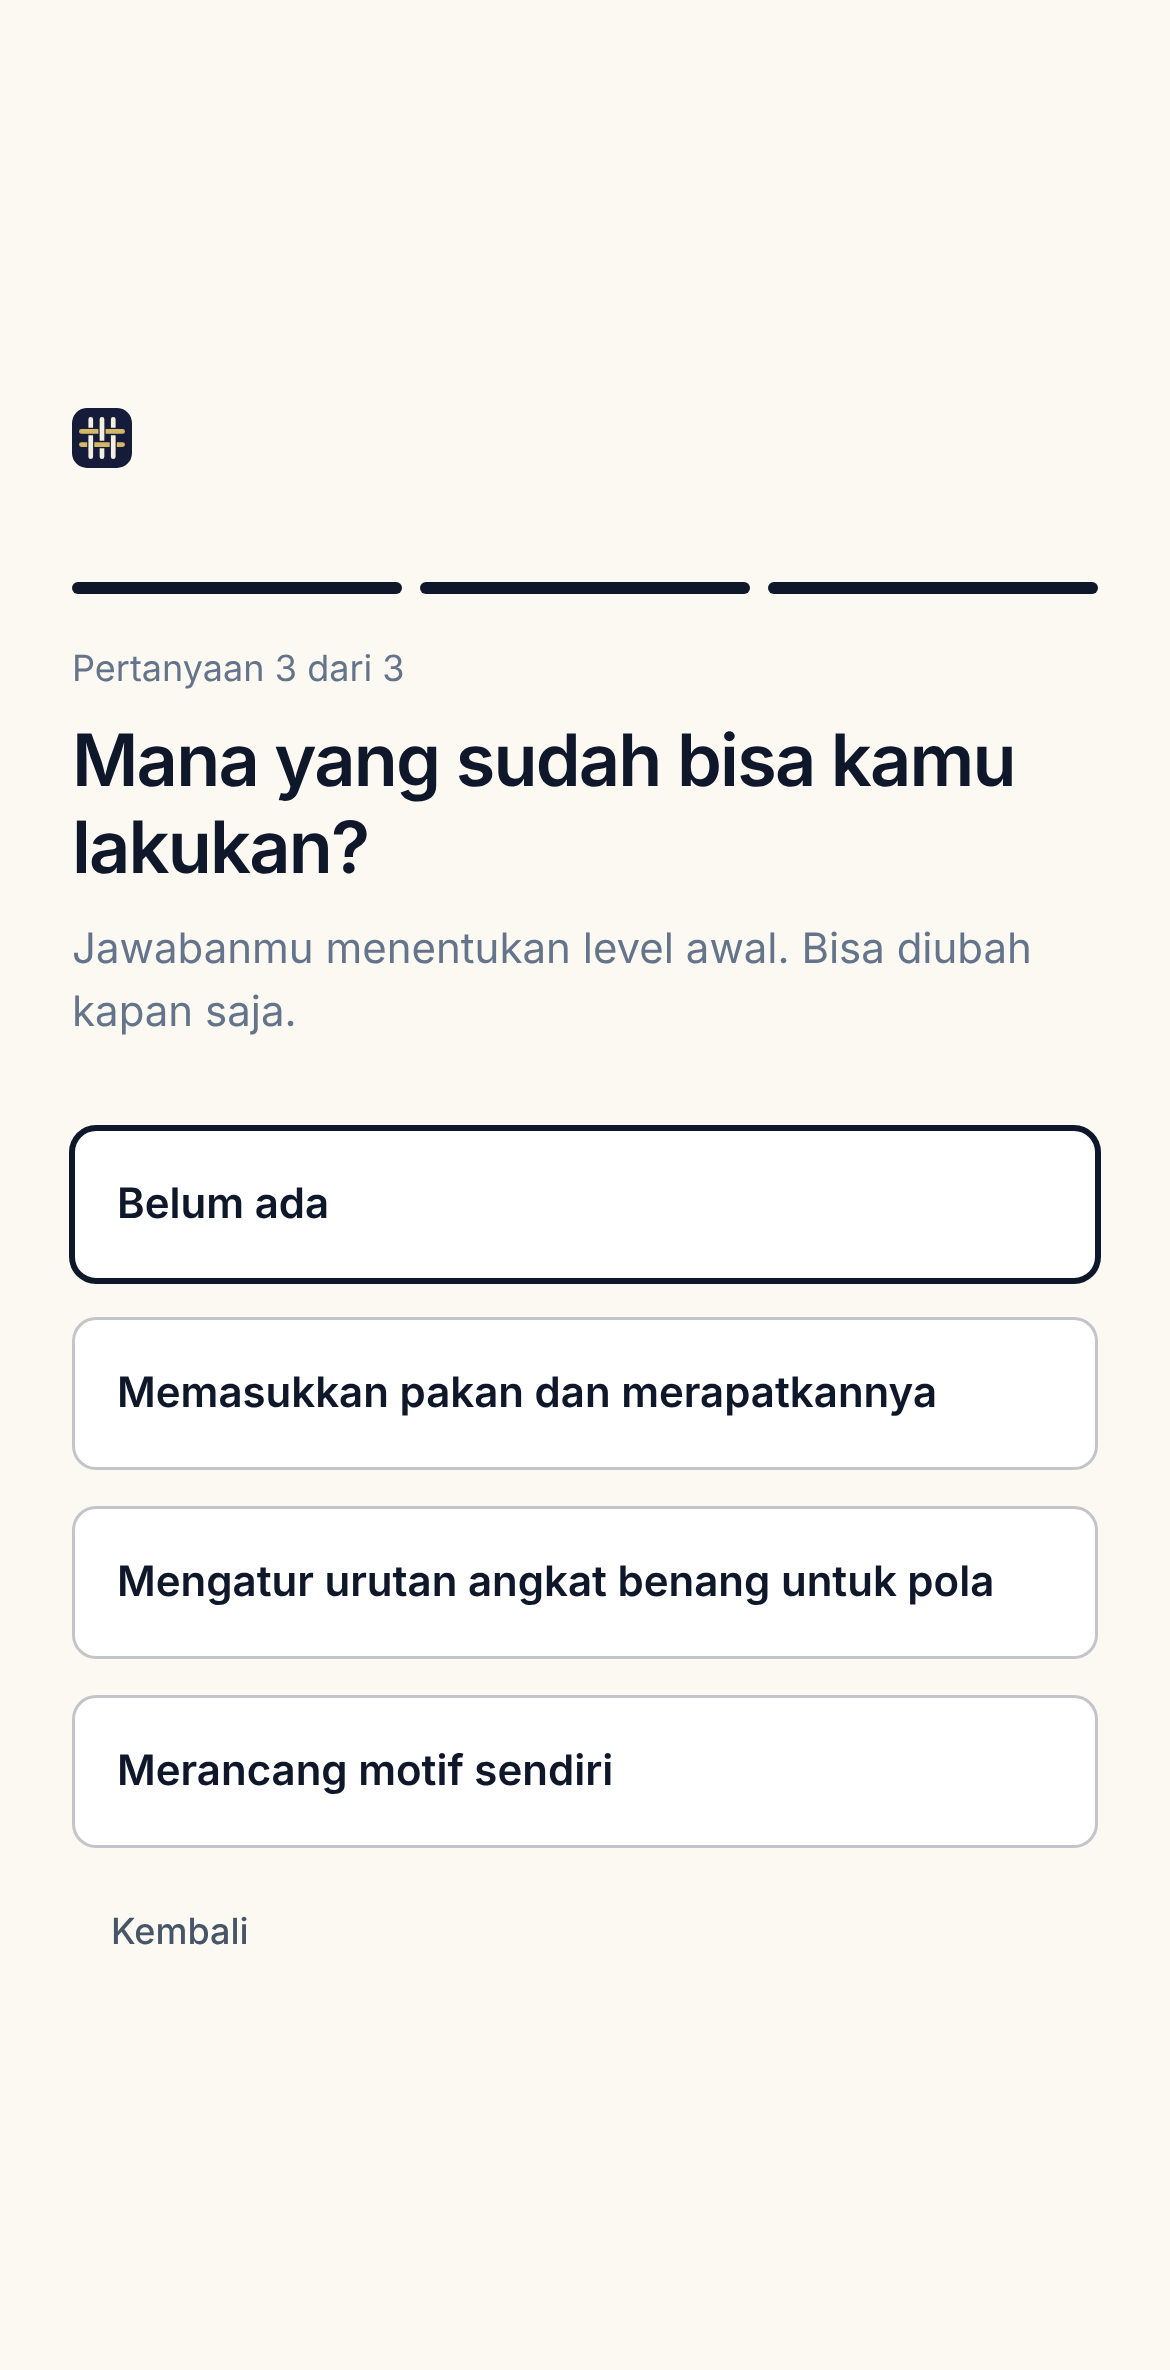 Pertanyaan 3 dari 3
Mana yang sudah bisa kamu
lakukan?
Jawabanmu menentukan level awal. Bisa diubah
kapan saja.
Belum ada
Memasukkan pakan dan merapatkannya
Mengatur urutan angkat benang untuk pola
Merancang motif sendiri
Kembali